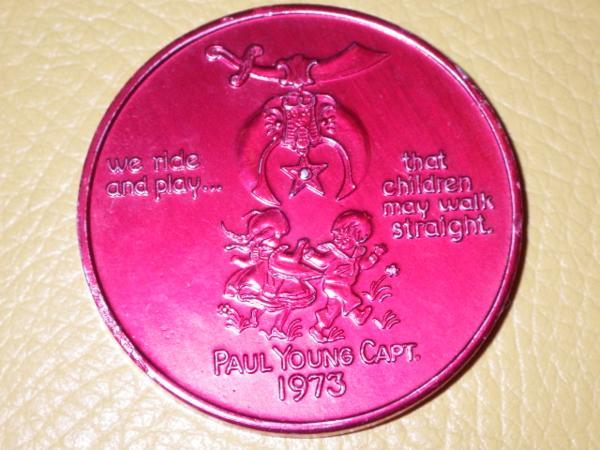 we ride
and play...
that
children
may walk
straight.
PAUL YOUNG CAPT.
1973